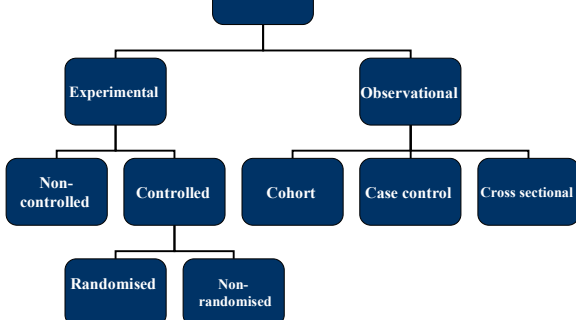 Experimental
Observational
Non-
controlled
Controlled
Cohort
Case control
Cross sectional
Randomised
Non-
randomised